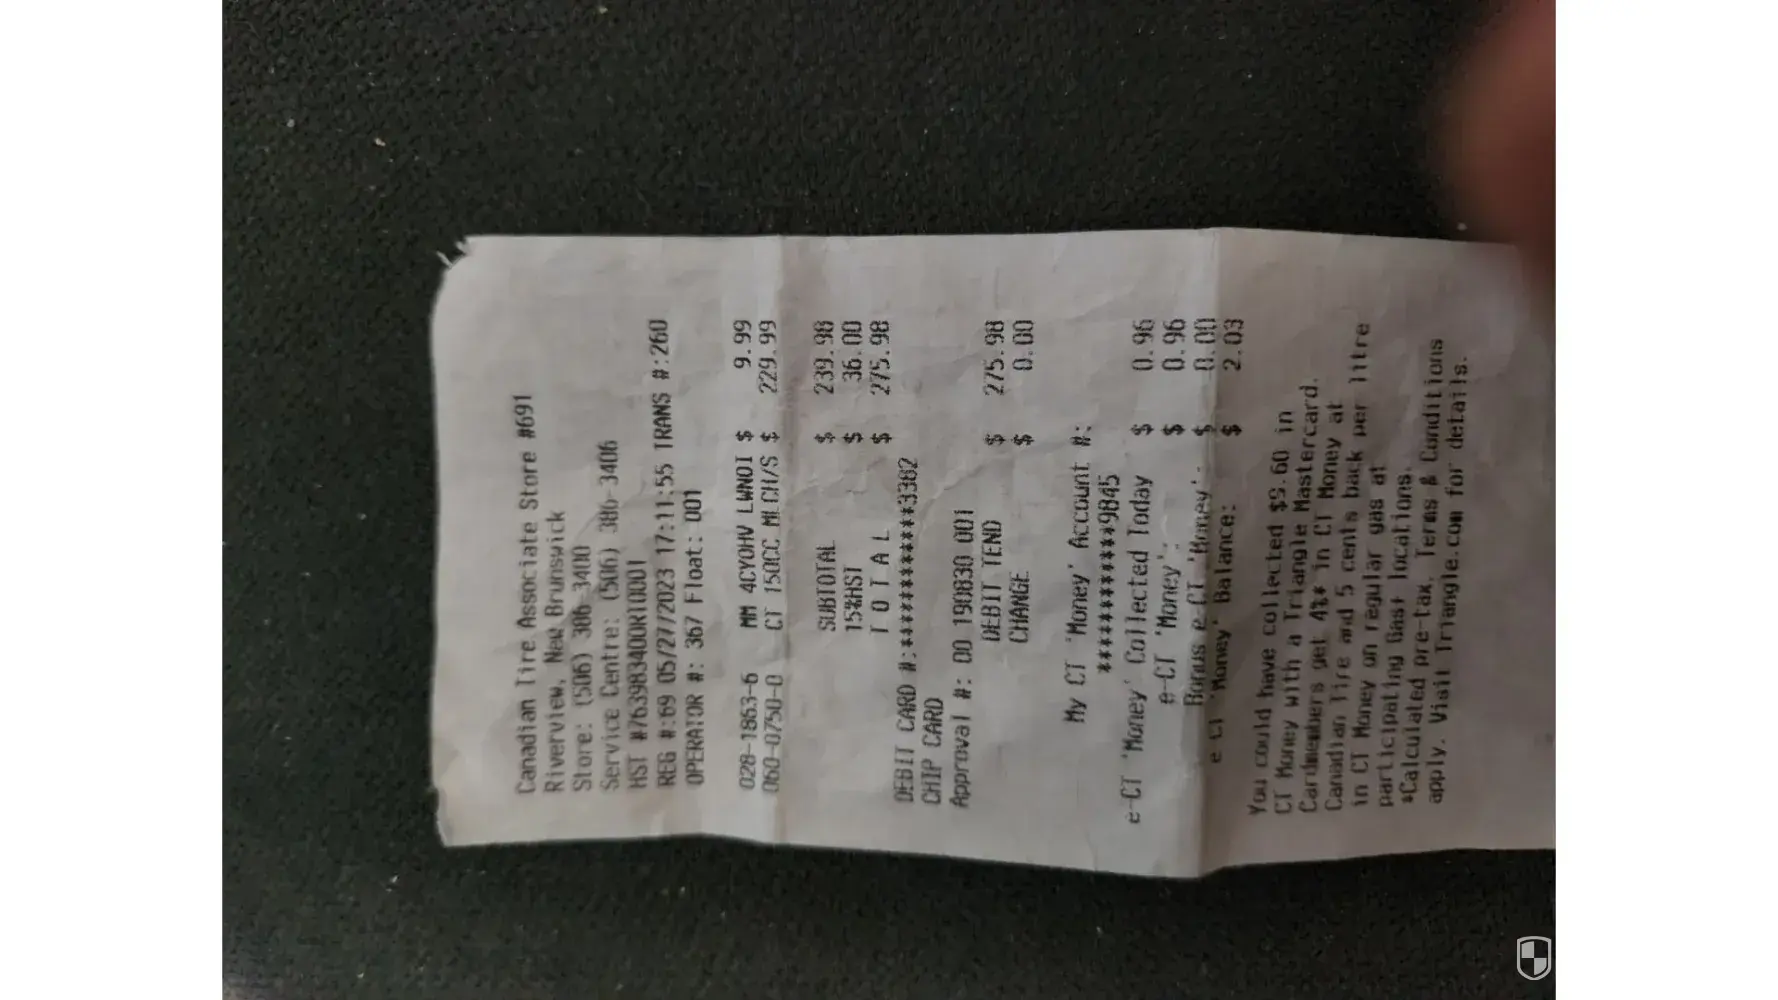 Canadian Tire Associate Store #691
Riverview, New Brunswick
Store: (506) 386-3400
Service Centre: (506) 386-3406
HST #763983400RT0001
REG #:69 05/27/2023 17:11:55 TRANS #:260
OPERATOR #: 367 Float: 001
028-1863-6 MM 4CYOHV LWNOI $ 9.99
060-0750-0 CT 150CC MLCH/S $ 229.99
SUBTOTAL $ 239.98
15%HST $ 36.00
T O T A L $ 275.98
DEBIT CARD #:************3382
CHIP CARD
Approval #: 00 190830 001
DEBIT TEND $ 275.98
CHANGE $ 0.00
My CT 'Money' Account #:
************9845
e-CT 'Money' Collected Today $ 0.96
e-CT 'Money': $ 0.96
Bonus e-CT 'Money': $ 0.00
e-CT 'Money' Balance: $ 2.03
You could have collected $9.60 in
CT Money with a Triangle Mastercard.
Cardmembers get 4%* in CT Money at
Canadian Tire and 5 cents back per litre
in CT Money on regular gas at
participating Gas+ locations.
*Calculated pre-tax, Terms & Conditions
apply. Visit Triangle.com for details.